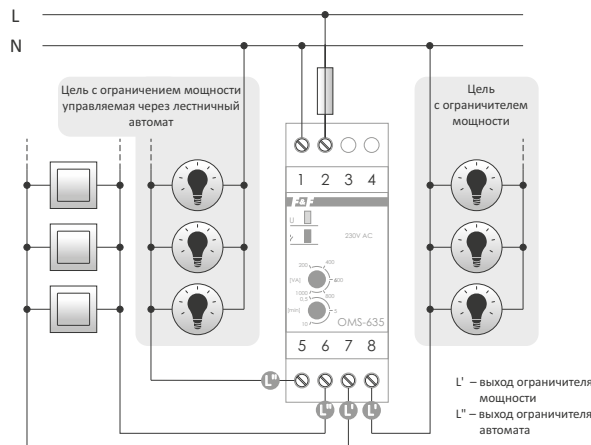 L
N
Цель с ограничением мощности
управляемая через лестничный
автомат
Цель
с ограничителем
мощности
1 2 3 4
F&F
U
230V AC
200 400
[VA] 600
1000 800
0.5
[min] 5
10
OMS-635
5 6 7 8
L" L" L' L'
L' – выход ограничителя
мощности
L" – выход ограничителя
автомата